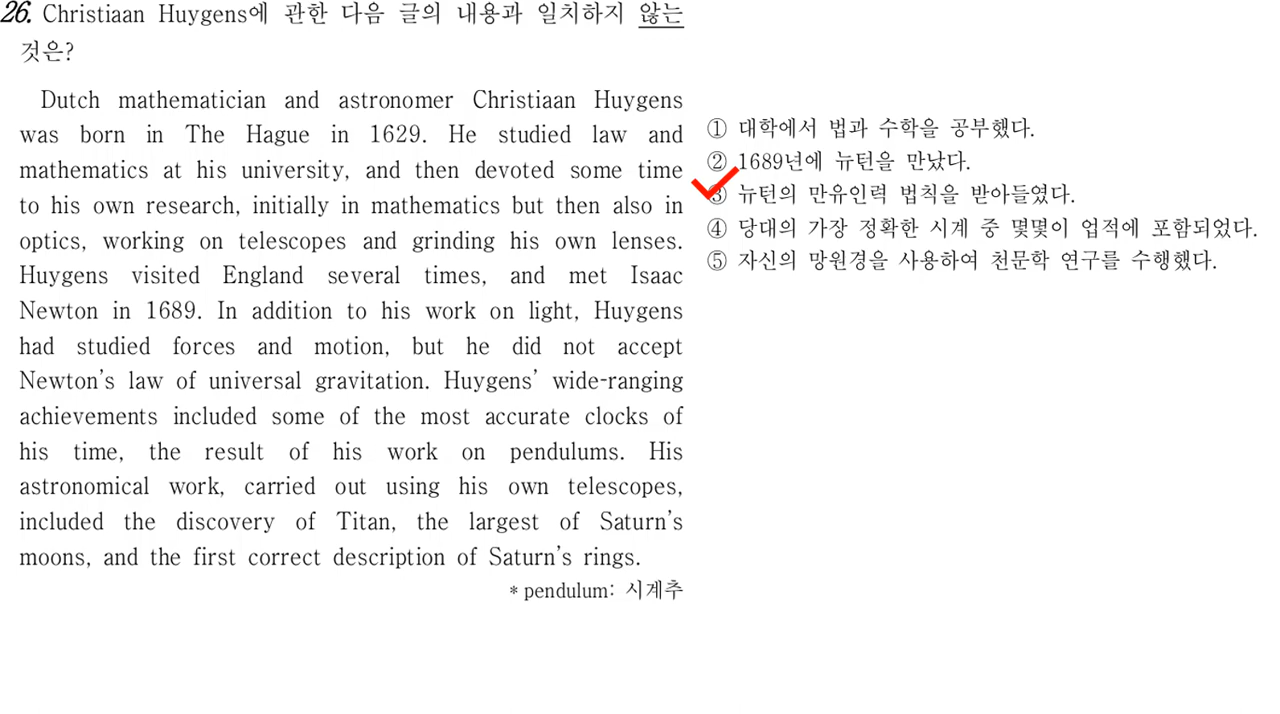 26. Christiaan Huygens에 관한 다음 글의 내용과 일치하지 않는
것은?
Dutch mathematician and astronomer Christiaan Huygens
was born in The Hague in 1629. He studied law and
mathematics at his university, and then devoted some time
to his own research, initially in mathematics but then also in
optics, working on telescopes and grinding his own lenses.
Huygens visited England several times, and met Isaac
Newton in 1689. In addition to his work on light, Huygens
had studied forces and motion, but he did not accept
Newton's law of universal gravitation. Huygens' wide-ranging
achievements included some of the most accurate clocks of
his time, the result of his work on pendulums. His
astronomical work, carried out using his own telescopes,
included the discovery of Titan, the largest of Saturn's
moons, and the first correct description of Saturn's rings.
* pendulum: 시계추
① 대학에서 법과 수학을 공부했다.
② 1689년에 뉴턴을 만났다.
③ 뉴턴의 만유인력 법칙을 받아들였다.
④ 당대의 가장 정확한 시계 중 몇몇이 업적에 포함되었다.
⑤ 자신의 망원경을 사용하여 천문학 연구를 수행했다.